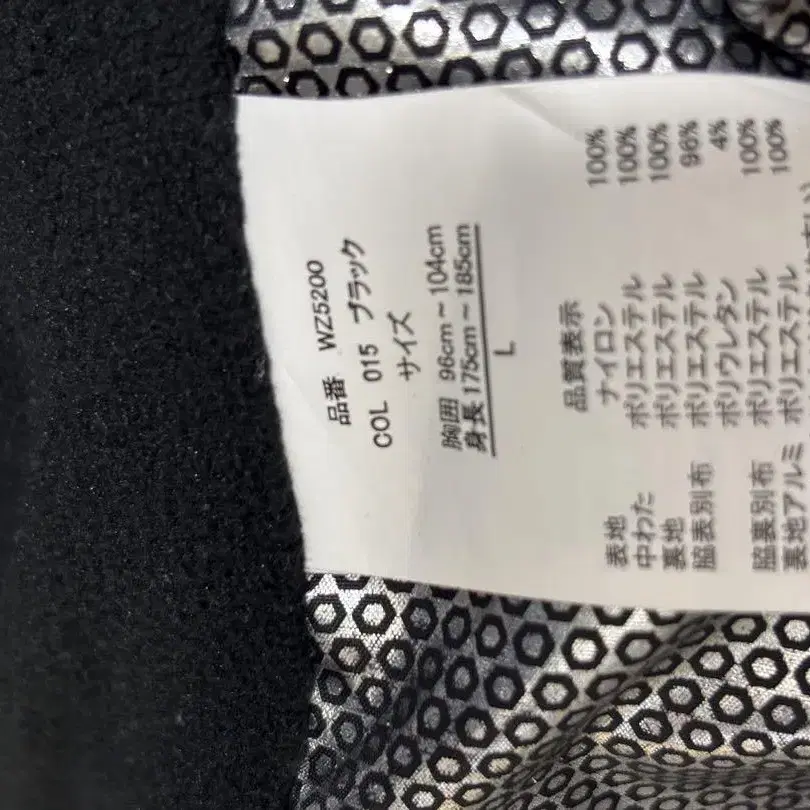 品番 WZ5200
COL 015 ブラック
サイズ
胸囲 96cm~104cm
身長 175cm~185cm
L
品質表示
表地 ナイロン 100%
中わた ポリエステル 100%
裏地 ポリエステル 100%
脇表別布 ポリエステル 96%
ポリウレタン 4%
脇裏別布 ポリエステル 100%
裏地アルミ ポリエステル 100%